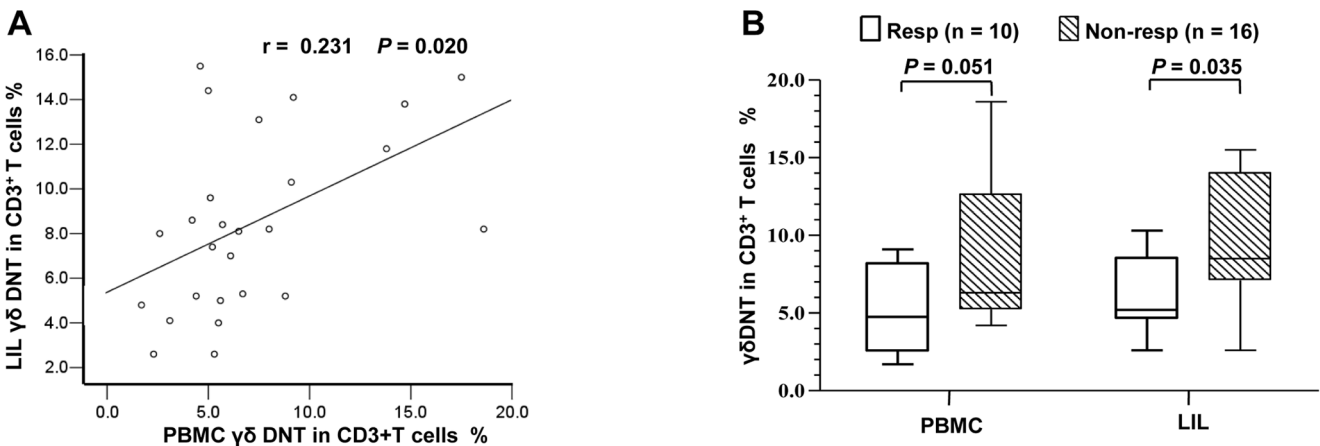 A
r = 0.231 P = 0.020
LIL γδ DNT in CD3⁺ T cells %
16.0
14.0
12.0
10.0
8.0
6.0
4.0
2.0
0.0 5.0 10.0 15.0 20.0
PBMC γδ DNT in CD3+T cells %
B
Resp (n = 10) Non-resp (n = 16)
P = 0.051 P = 0.035
γδDNT in CD3⁺ T cells %
20.0
15.0
10.0
5.0
0.0
PBMC LIL